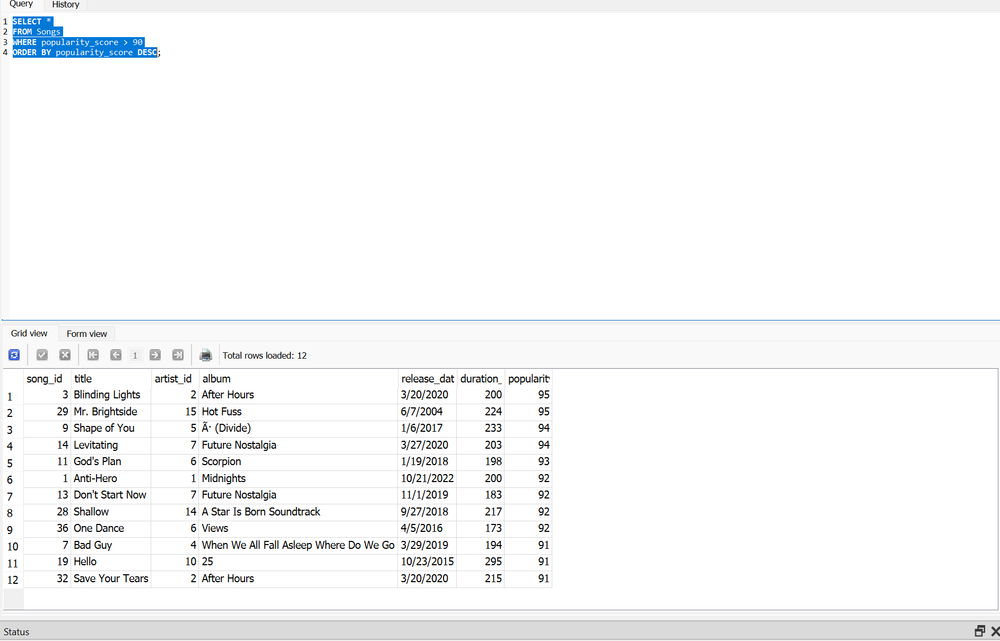 Query History
1 SELECT *
2 FROM Songs
3 WHERE popularity_score > 90
4 ORDER BY popularity_score DESC;
Grid view Form view
1 Total rows loaded: 12
song_id title artist_id album release_dat duration_ popularit
1 3 Blinding Lights 2 After Hours 3/20/2020 200 95
2 29 Mr. Brightside 15 Hot Fuss 6/7/2004 224 95
3 9 Shape of You 5 Ã· (Divide) 1/6/2017 233 94
4 14 Levitating 7 Future Nostalgia 3/27/2020 203 94
5 11 God's Plan 6 Scorpion 1/19/2018 198 93
6 1 Anti-Hero 1 Midnights 10/21/2022 200 92
7 13 Don't Start Now 7 Future Nostalgia 11/1/2019 183 92
8 28 Shallow 14 A Star Is Born Soundtrack 9/27/2018 217 92
9 36 One Dance 6 Views 4/5/2016 173 92
10 7 Bad Guy 4 When We All Fall Asleep Where Do We Go 3/29/2019 194 91
11 19 Hello 10 25 10/23/2015 295 91
12 32 Save Your Tears 2 After Hours 3/20/2020 215 91
Status